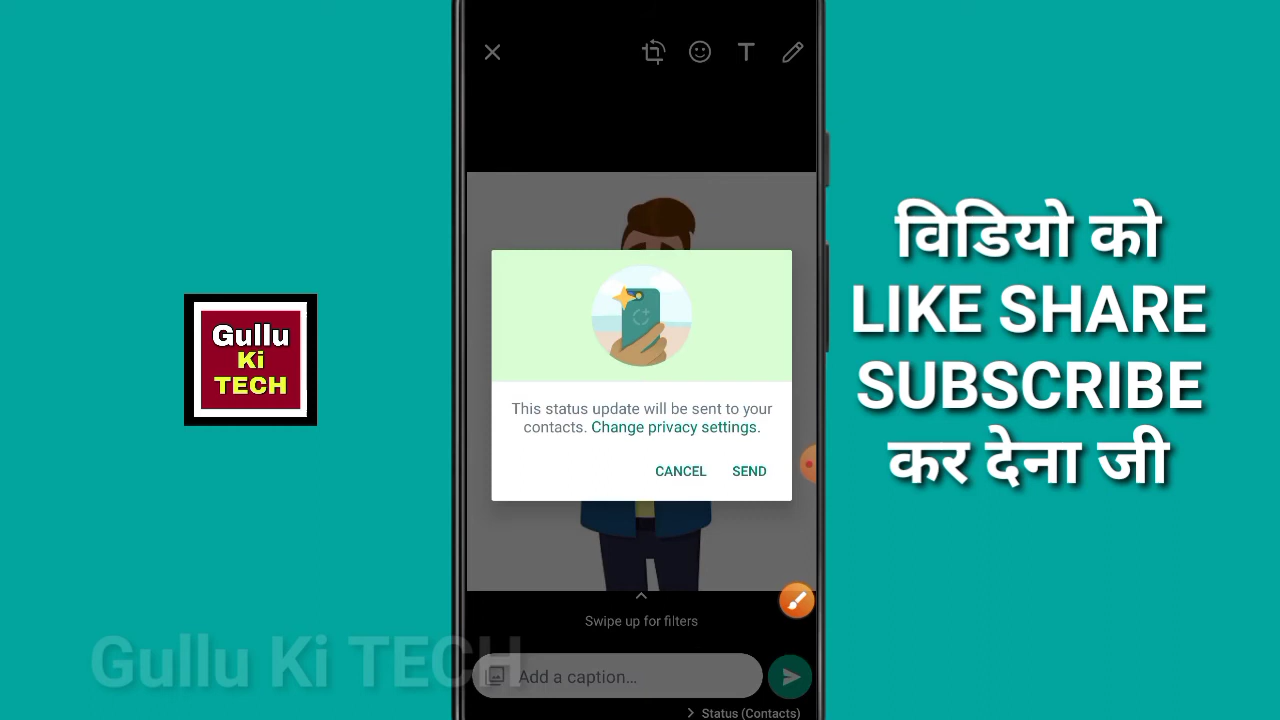 Gullu
Ki
TECH
T
This status update will be sent to your
contacts. Change privacy settings.
CANCEL SEND
Swipe up for filters
Add a caption...
Status (Contacts)
विडियो को
LIKE SHARE
SUBSCRIBE
कर देना जी
Gullu Ki TECH